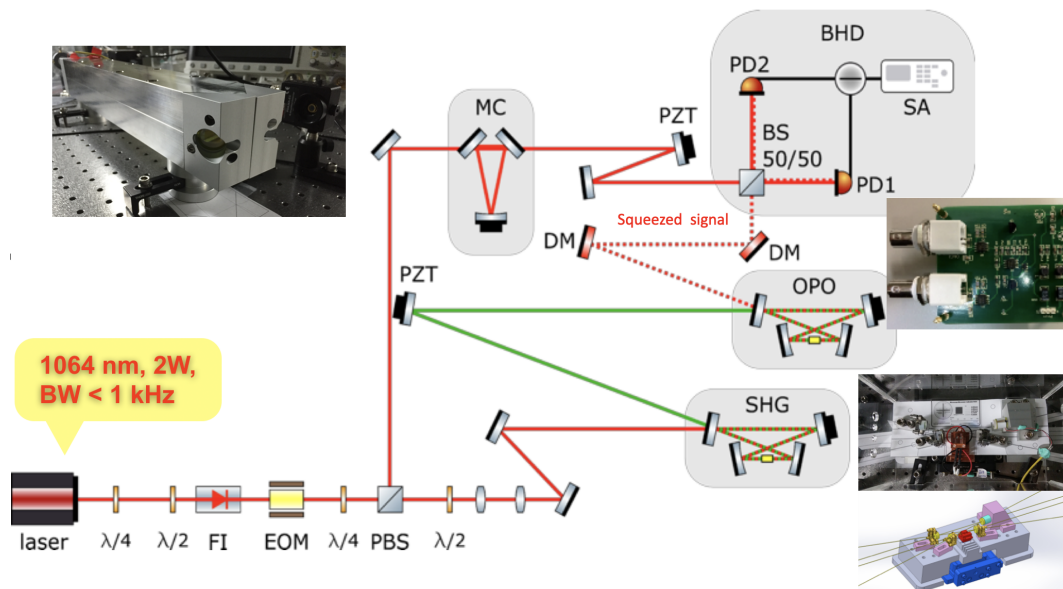 BHD
PD2
SA
MC
PZT
BS
50/50
PD1
Squeezed signal
DM
DM
PZT
OPO
1064 nm, 2W,
BW < 1 kHz
SHG
laser
λ/4
λ/2
FI
EOM
λ/4
PBS
λ/2